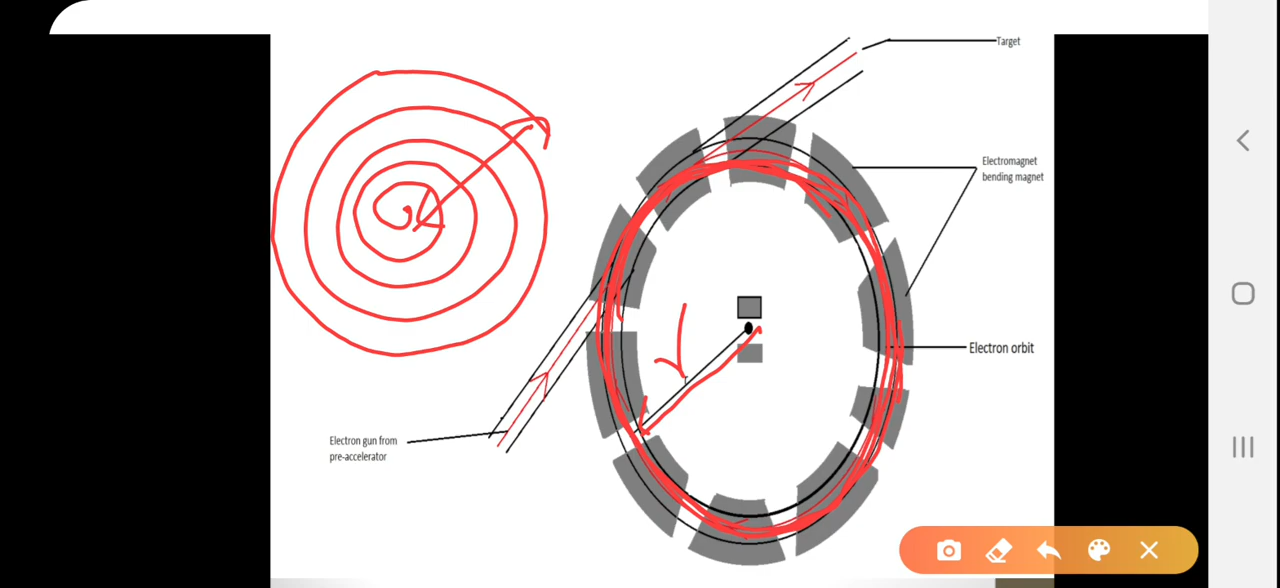 Target
Electromagnet
bending magnet
Electron orbit
Electron gun from
pre-accelerator